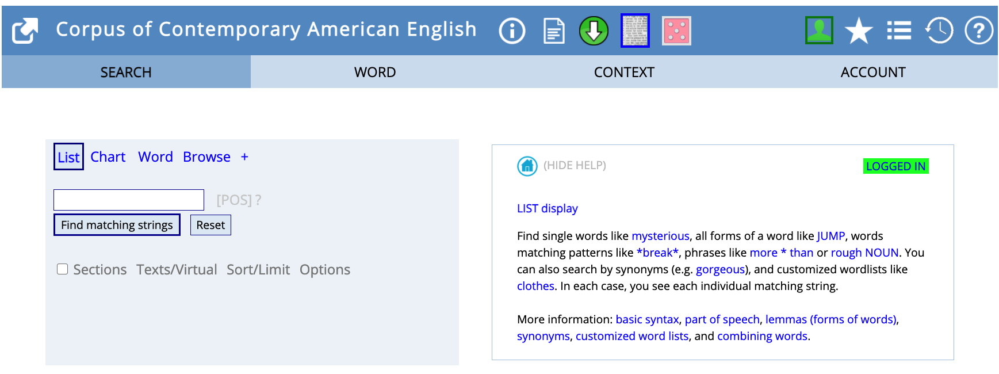 Corpus of Contemporary American English
SEARCH WORD CONTEXT ACCOUNT
List Chart Word Browse +
[POS] ?
Find matching strings Reset
Sections Texts/Virtual Sort/Limit Options
(HIDE HELP) LOGGED IN
LIST display
Find single words like mysterious, all forms of a word like JUMP, words
matching patterns like *break*, phrases like more * than or rough NOUN. You
can also search by synonyms (e.g. gorgeous), and customized wordlists like
clothes. In each case, you see each individual matching string.
More information: basic syntax, part of speech, lemmas (forms of words),
synonyms, customized word lists, and combining words.